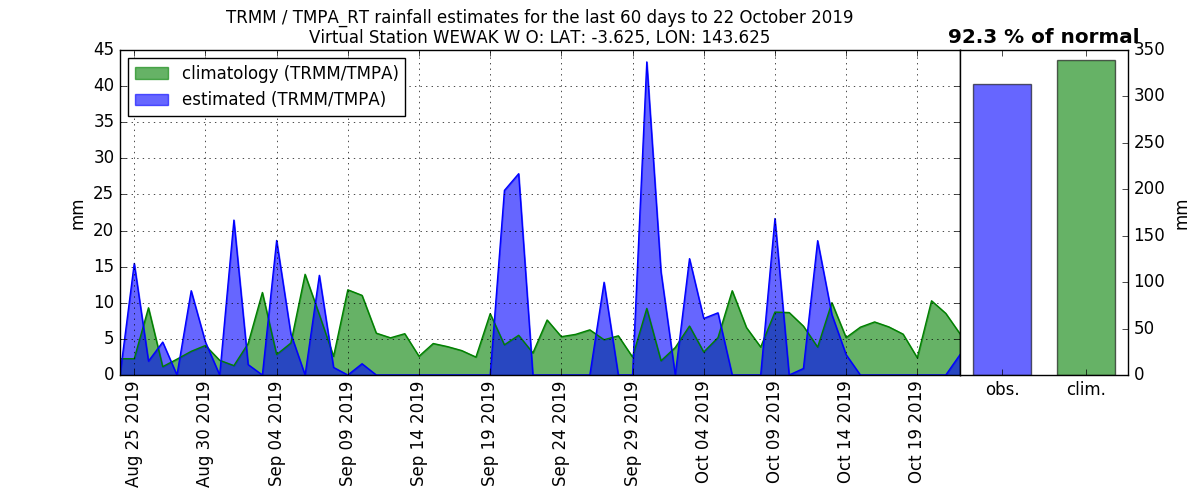 TRMM / TMPA_RT rainfall estimates for the last 60 days to 22 October 2019
Virtual Station WEWAK W O: LAT: -3.625, LON: 143.625
92.3 % of normal
climatology (TRMM/TMPA)
estimated (TRMM/TMPA)
mm
45
40
35
30
25
20
15
10
5
0
350
300
250
200
150
100
50
0
mm
Aug 25 2019
Aug 30 2019
Sep 04 2019
Sep 09 2019
Sep 14 2019
Sep 19 2019
Sep 24 2019
Sep 29 2019
Oct 04 2019
Oct 09 2019
Oct 14 2019
Oct 19 2019
obs.
clim.